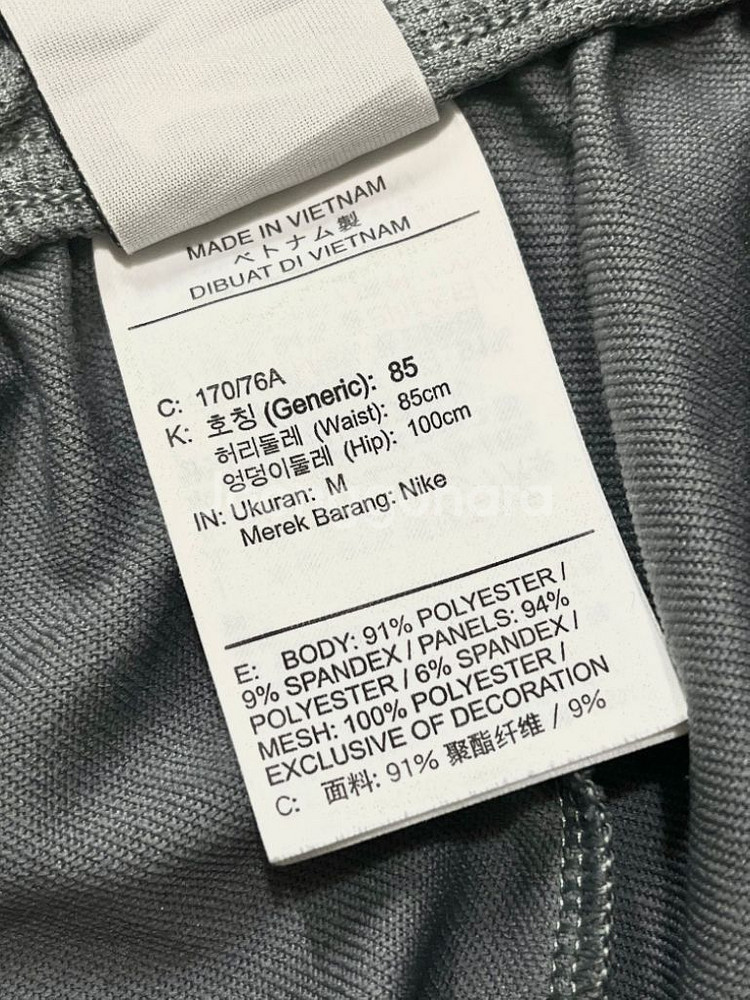 MADE IN VIETNAM
ベトナム製
DIBUAT DI VIETNAM
C: 170/76A
K: 호칭 (Generic): 85
허리둘레 (Waist): 85cm
엉덩이둘레 (Hip): 100cm
IN: Ukuran: M
Merek Barang: Nike
E: BODY: 91% POLYESTER /
9% SPANDEX / PANELS: 94%
POLYESTER / 6% SPANDEX /
MESH: 100% POLYESTER /
EXCLUSIVE OF DECORATION
C: 面料: 91% 聚酯纤维 / 9%